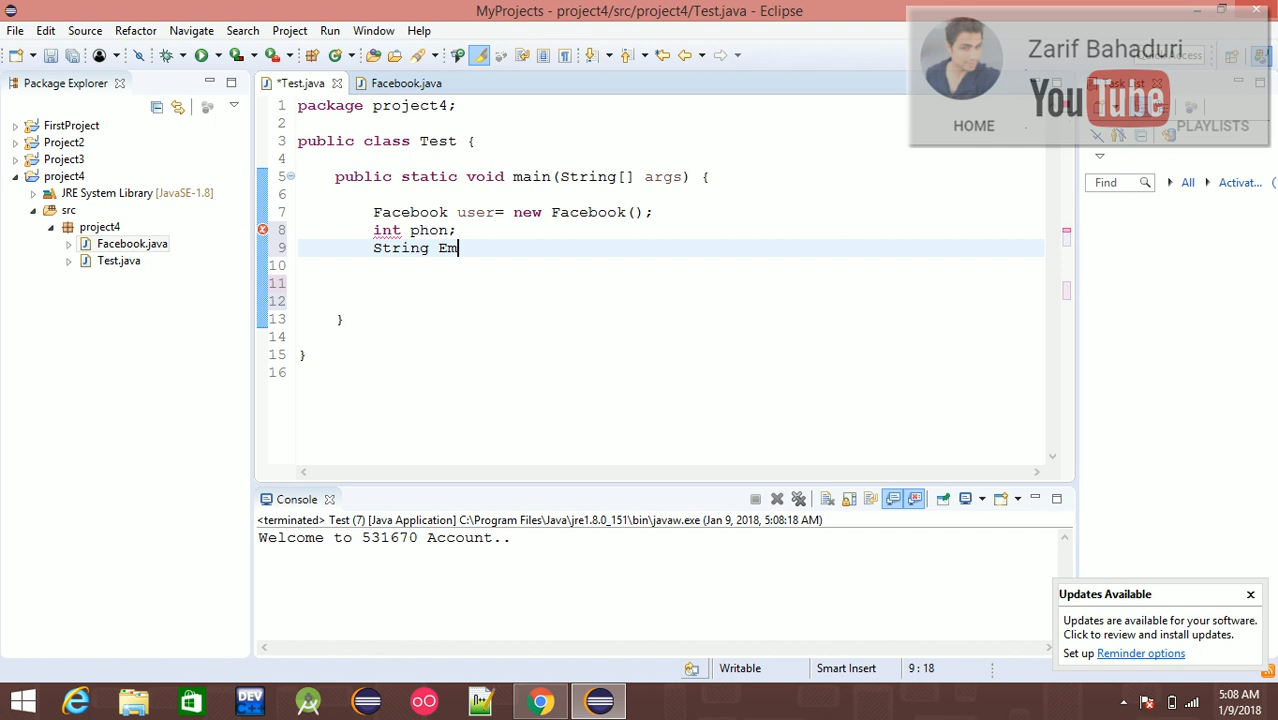 MyProjects - project4/src/project4/Test.java - Eclipse
File Edit Source Refactor Navigate Search Project Run Window Help
Zarif Bahaduri
YouTube
HOME PLAYLISTS
Quick Access
Package Explorer
*Test.java
Facebook.java
Task List
FirstProject
Project2
Project3
project4
JRE System Library [JavaSE-1.8]
src
project4
Facebook.java
Test.java
1 package project4;
2
3 public class Test {
4
5 public static void main(String[] args) {
6
7 Facebook user= new Facebook();
8 int phon;
9 String Em
10
11
12
13 }
14
15 }
16
Find All Activat...
Console
<terminated> Test (7) [Java Application] C:\Program Files\Java\jre1.8.0_151\bin\javaw.exe (Jan 9, 2018, 5:08:18 AM)
Welcome to 531670 Account..
Updates Available
Updates are available for your software.
Click to review and install updates.
Set up Reminder options
Writable Smart Insert 9 : 18
DEV
5:08 AM
1/9/2018